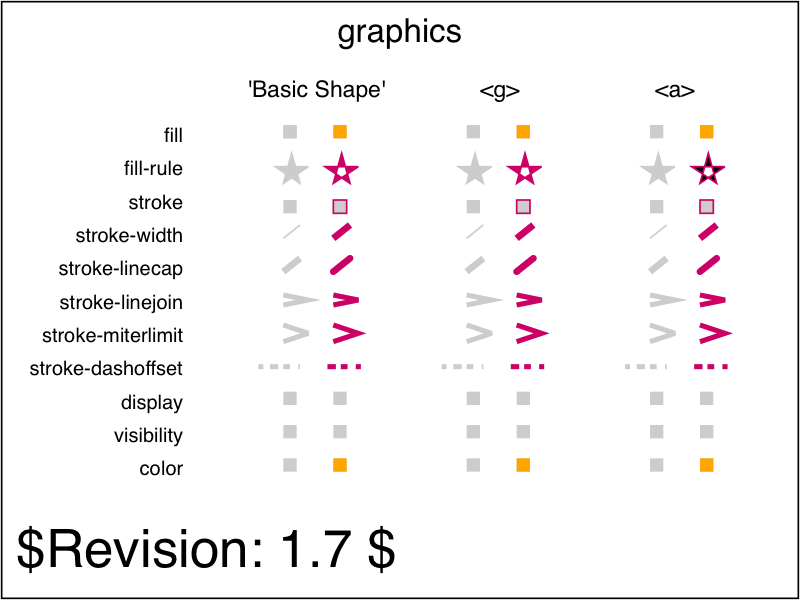 graphics
'Basic Shape' <g> <a>
fill
fill-rule
stroke
stroke-width
stroke-linecap
stroke-linejoin
stroke-miterlimit
stroke-dashoffset
display
visibility
color
$Revision: 1.7 $